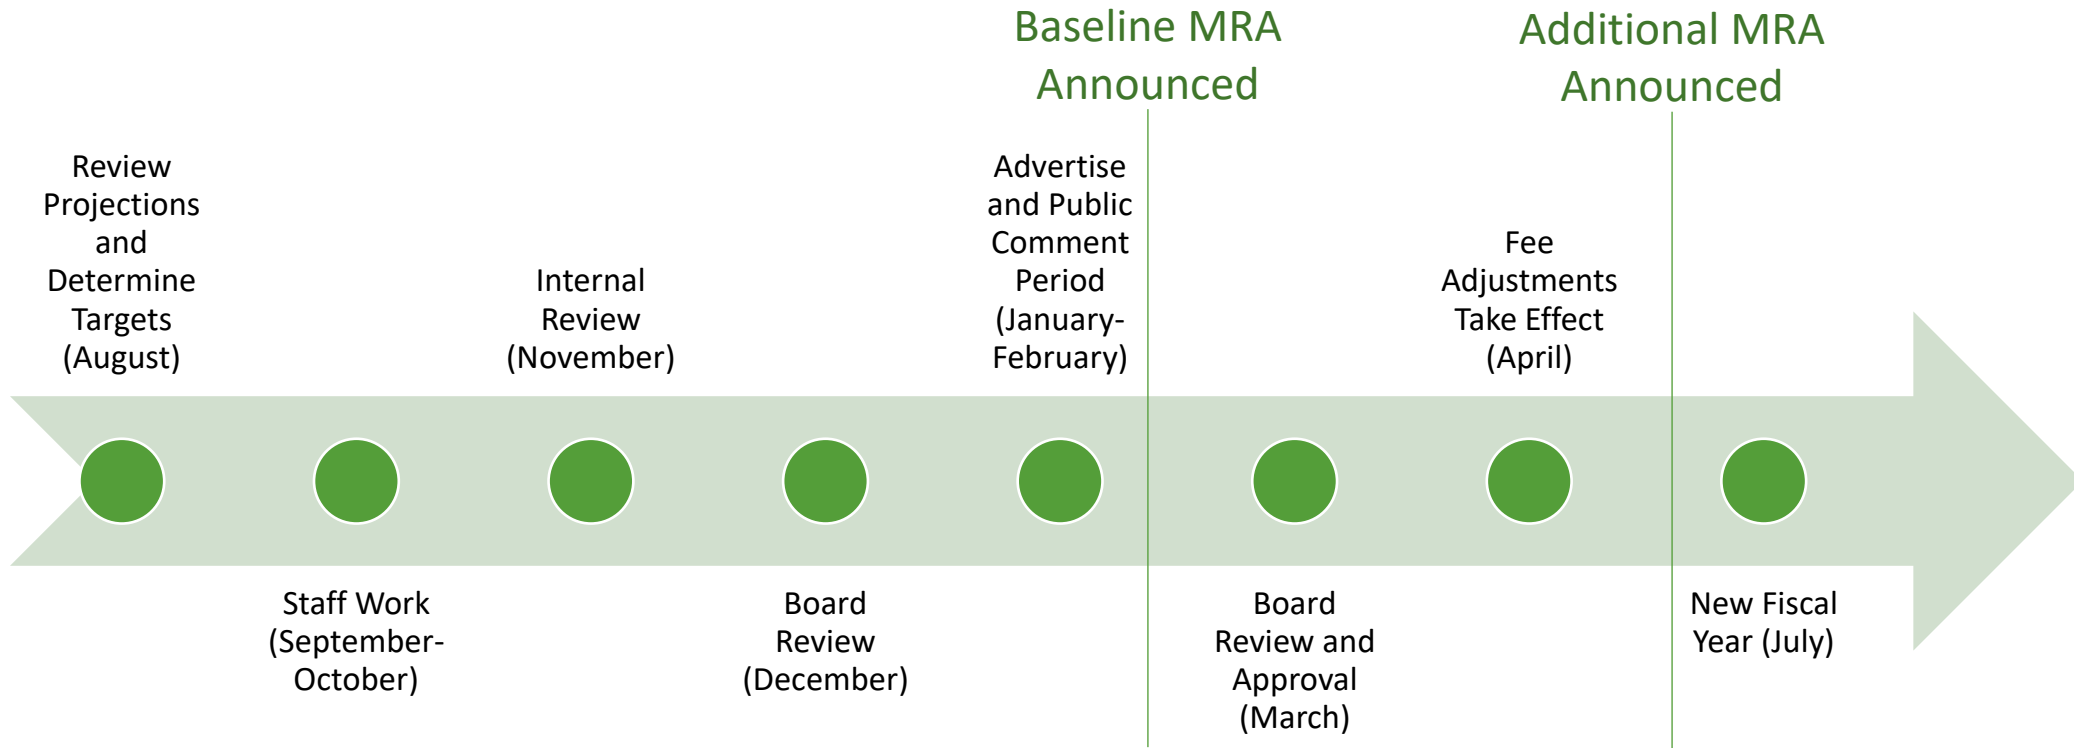 Baseline MRA
Announced
Additional MRA
Announced
Review
Projections
and
Determine
Targets
(August)
Staff Work
(September-
October)
Internal
Review
(November)
Board
Review
(December)
Advertise
and Public
Comment
Period
(January-
February)
Board
Review and
Approval
(March)
Fee
Adjustments
Take Effect
(April)
New Fiscal
Year (July)